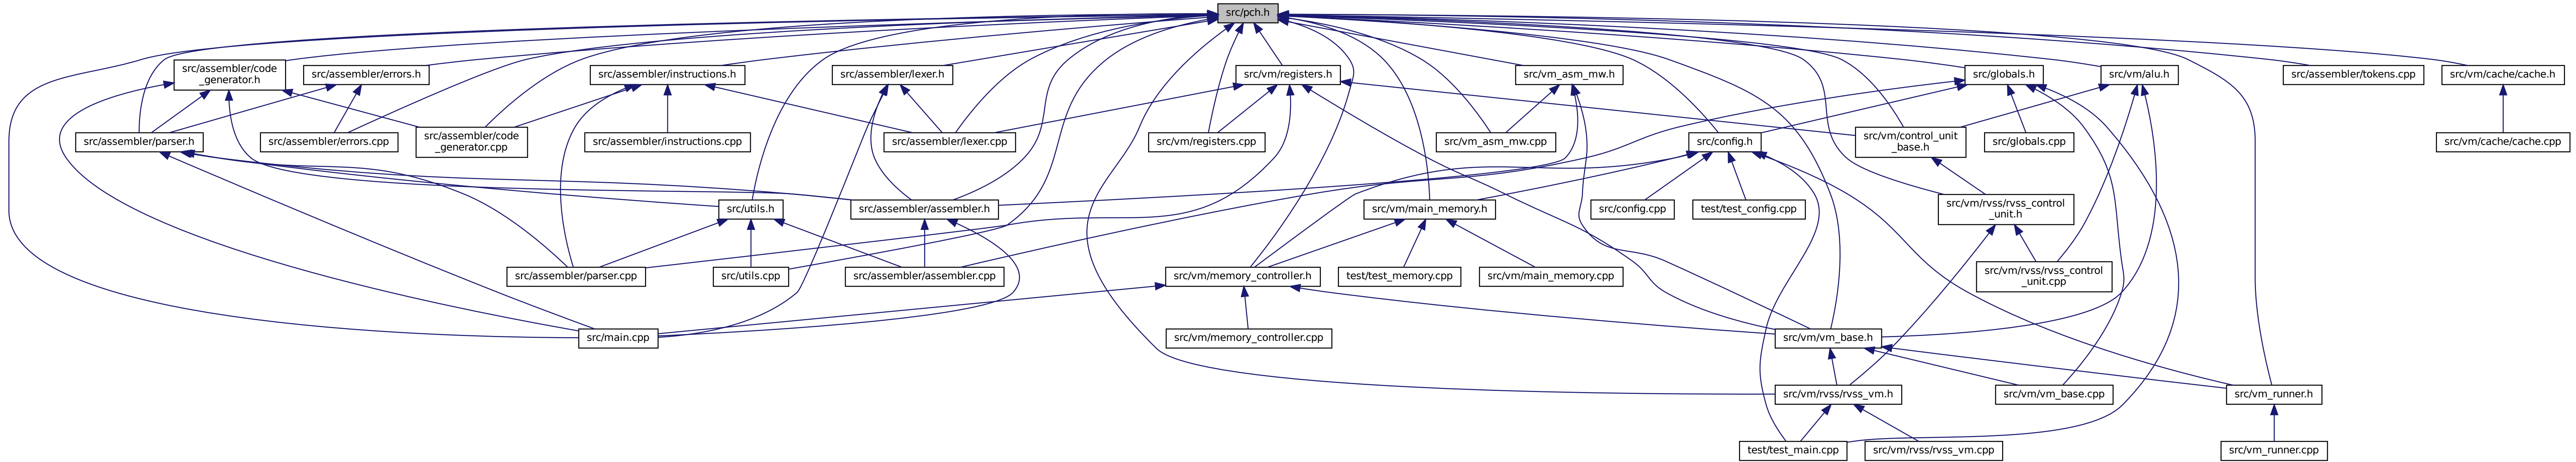 src/pch.h
src/assembler/code
_generator.h
src/assembler/errors.h
src/assembler/instructions.h
src/assembler/lexer.h
src/vm/registers.h
src/vm_asm_mw.h
src/globals.h
src/vm/alu.h
src/assembler/tokens.cpp
src/vm/cache/cache.h
src/assembler/parser.h
src/assembler/errors.cpp
src/assembler/code
_generator.cpp
src/assembler/instructions.cpp
src/assembler/lexer.cpp
src/vm/registers.cpp
src/vm_asm_mw.cpp
src/config.h
src/vm/control_unit
_base.h
src/globals.cpp
src/vm/cache/cache.cpp
src/utils.h
src/assembler/assembler.h
src/vm/main_memory.h
src/config.cpp
test/test_config.cpp
src/vm/rvss/rvss_control
_unit.h
src/assembler/parser.cpp
src/utils.cpp
src/assembler/assembler.cpp
src/vm/memory_controller.h
test/test_memory.cpp
src/vm/main_memory.cpp
src/vm/rvss/rvss_control
_unit.cpp
src/main.cpp
src/vm/memory_controller.cpp
src/vm/vm_base.h
src/vm/rvss/rvss_vm.h
src/vm/vm_base.cpp
src/vm_runner.h
test/test_main.cpp
src/vm/rvss/rvss_vm.cpp
src/vm_runner.cpp